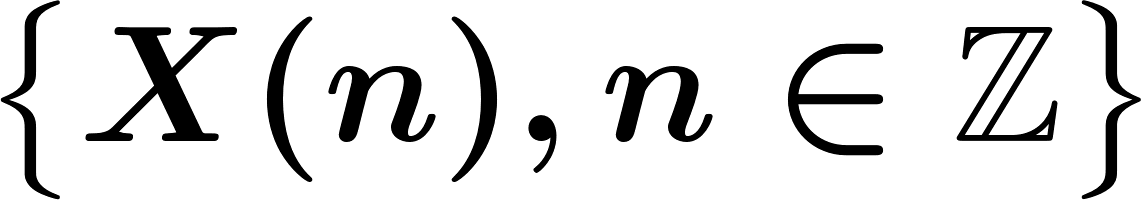 {X(n), n ∈ ℤ}